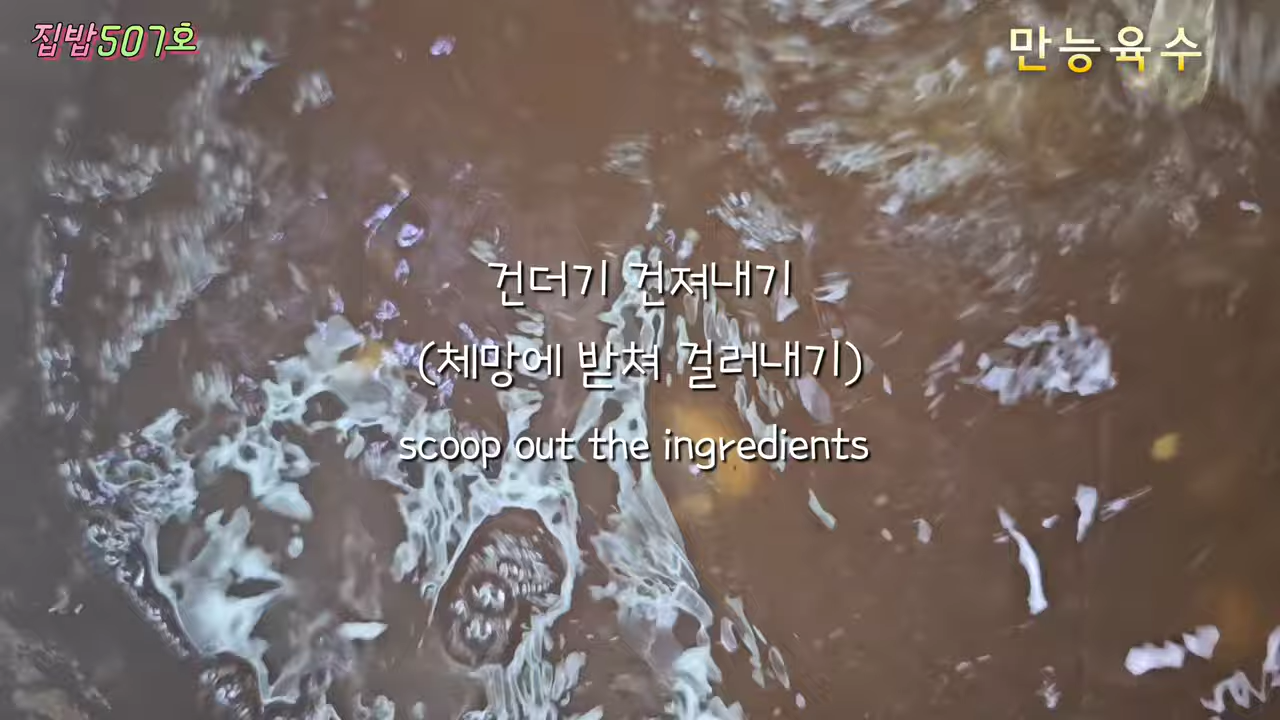 집밥507호
만능육수
건더기 건져내기
(체망에 받쳐 걸러내기)
scoop out the ingredients